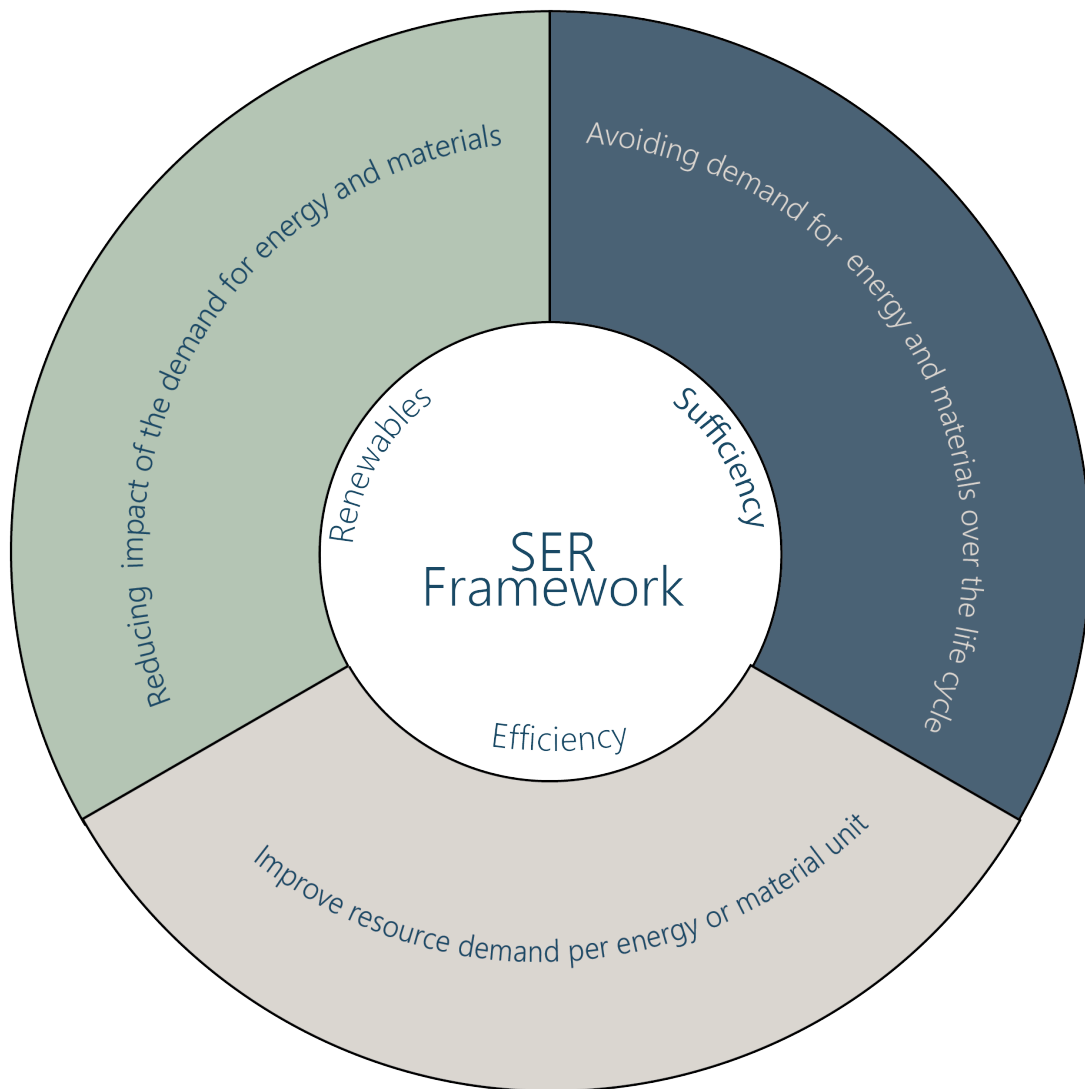 Reducing impact of the demand for energy and materials
Avoiding demand for energy and materials over the life cycle
Renewables
Sufficiency
SER
Framework
Efficiency
Improve resource demand per energy or material unit